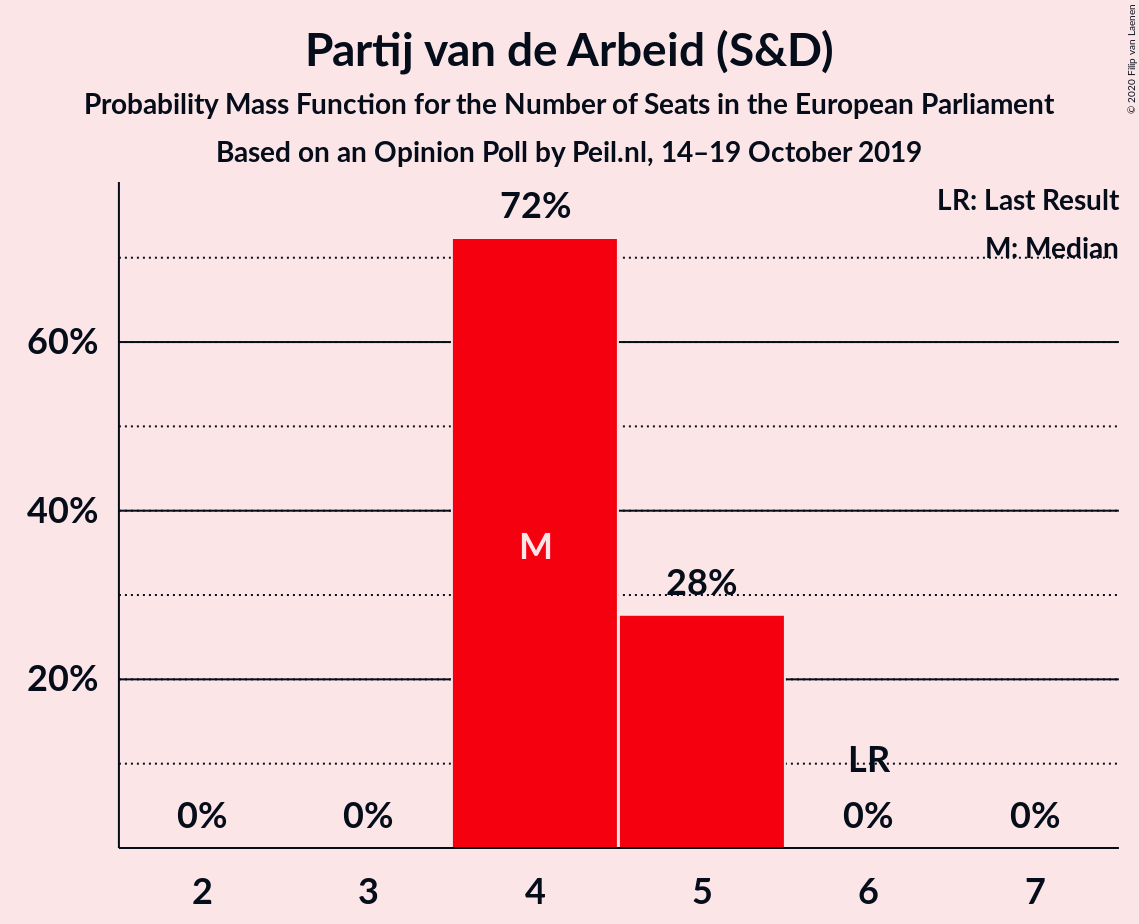 Partij van de Arbeid (S&D)
Probability Mass Function for the Number of Seats in the European Parliament
Based on an Opinion Poll by Peil.nl, 14–19 October 2019
© 2020 Filip van Laenen
LR: Last Result
M: Median
72%
60%
40%
20%
M
28%
LR
0%
0%
0%
0%
2
3
4
5
6
7